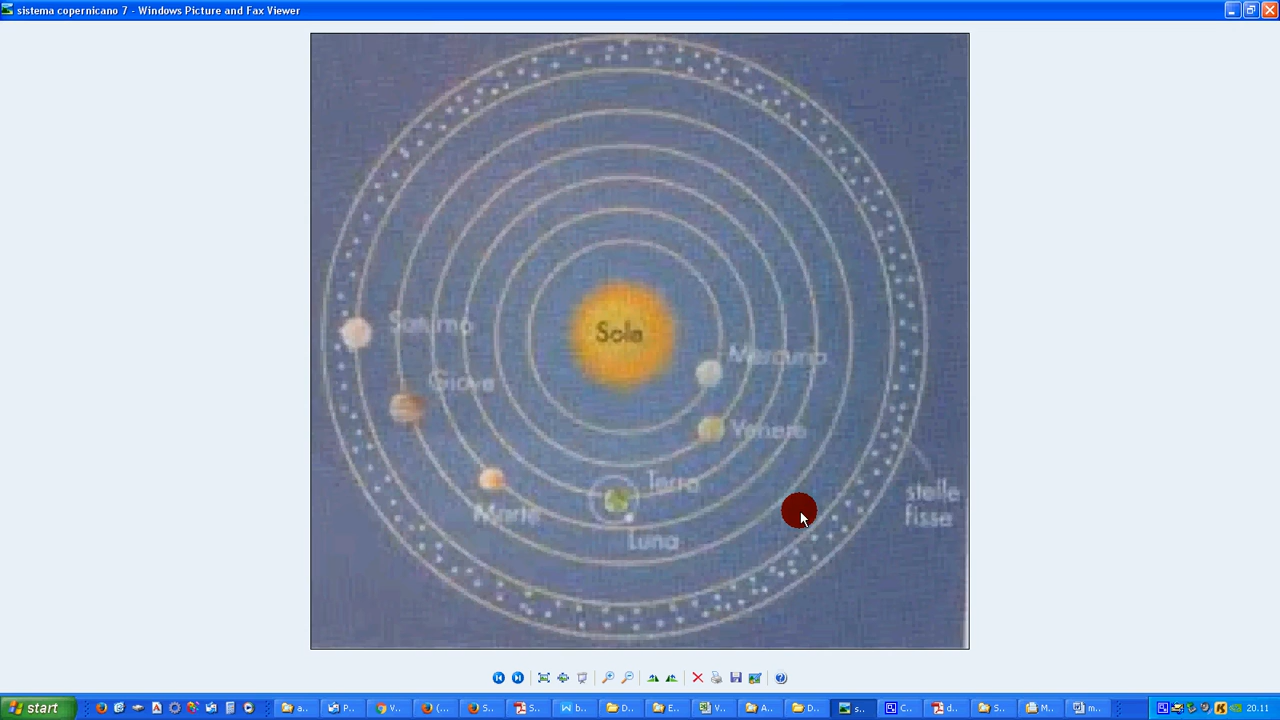 sistema copernicano 7 - Windows Picture and Fax Viewer
Saturno
Sole
Mercurio
Giove
Venere
Terra
stelle
fisse
Marte
Luna
start
a...
P...
V...
(...
S...
S...
b...
D...
E...
V...
A...
D...
s...
C...
d...
S...
M...
m...
20.11